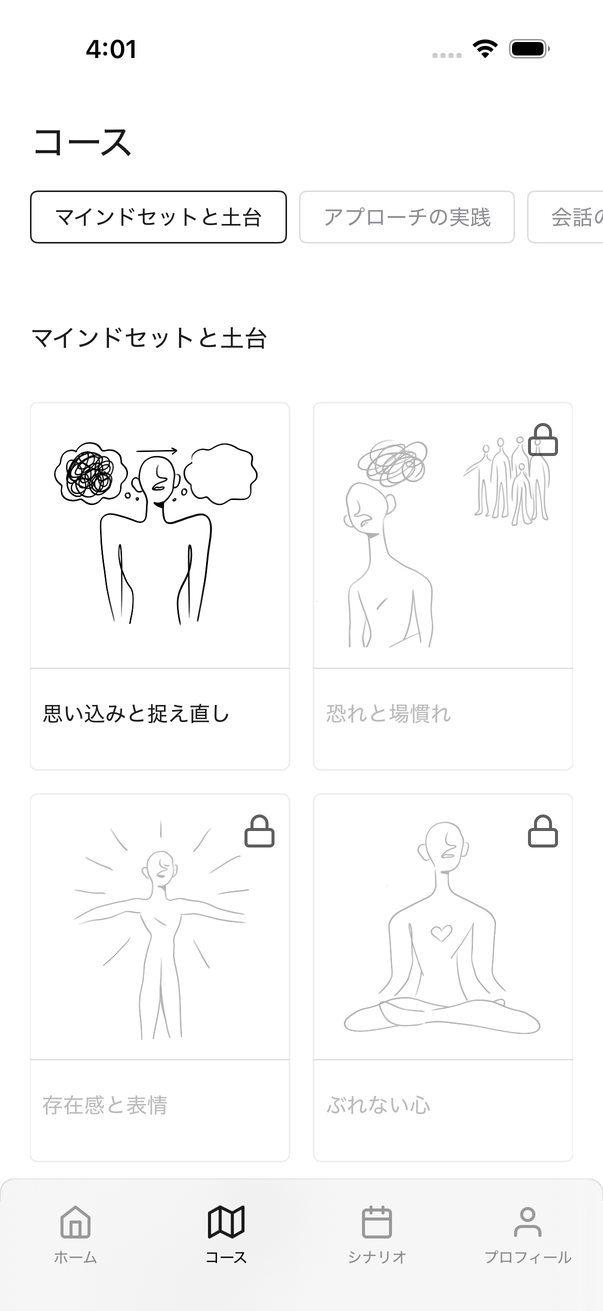 4:01
コース
マインドセットと土台
アプローチの実践
会話の
マインドセットと土台
思い込みと捉え直し
恐れと場慣れ
存在感と表情
ぶれない心
ホーム
コース
シナリオ
プロフィール